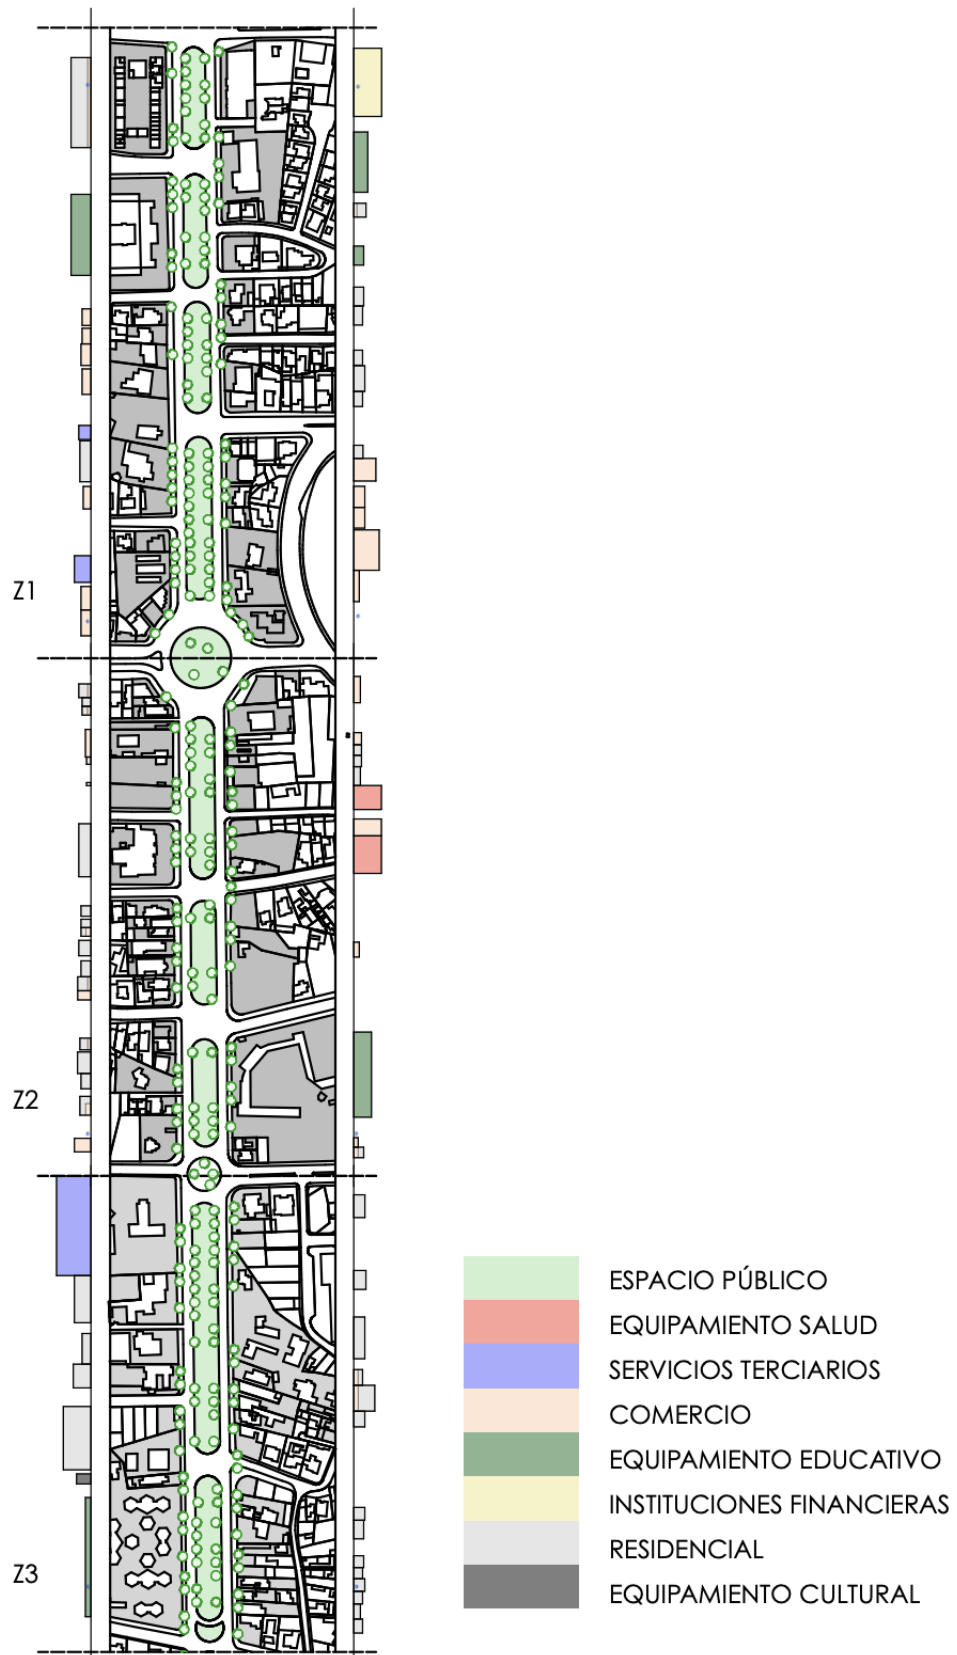 Z1
Z2
ESPACIO PÚBLICO
EQUIPAMIENTO SALUD
SERVICIOS TERCIARIOS
COMERCIO
EQUIPAMIENTO EDUCATIVO
INSTITUCIONES FINANCIERAS
RESIDENCIAL
Z3
EQUIPAMIENTO CULTURAL